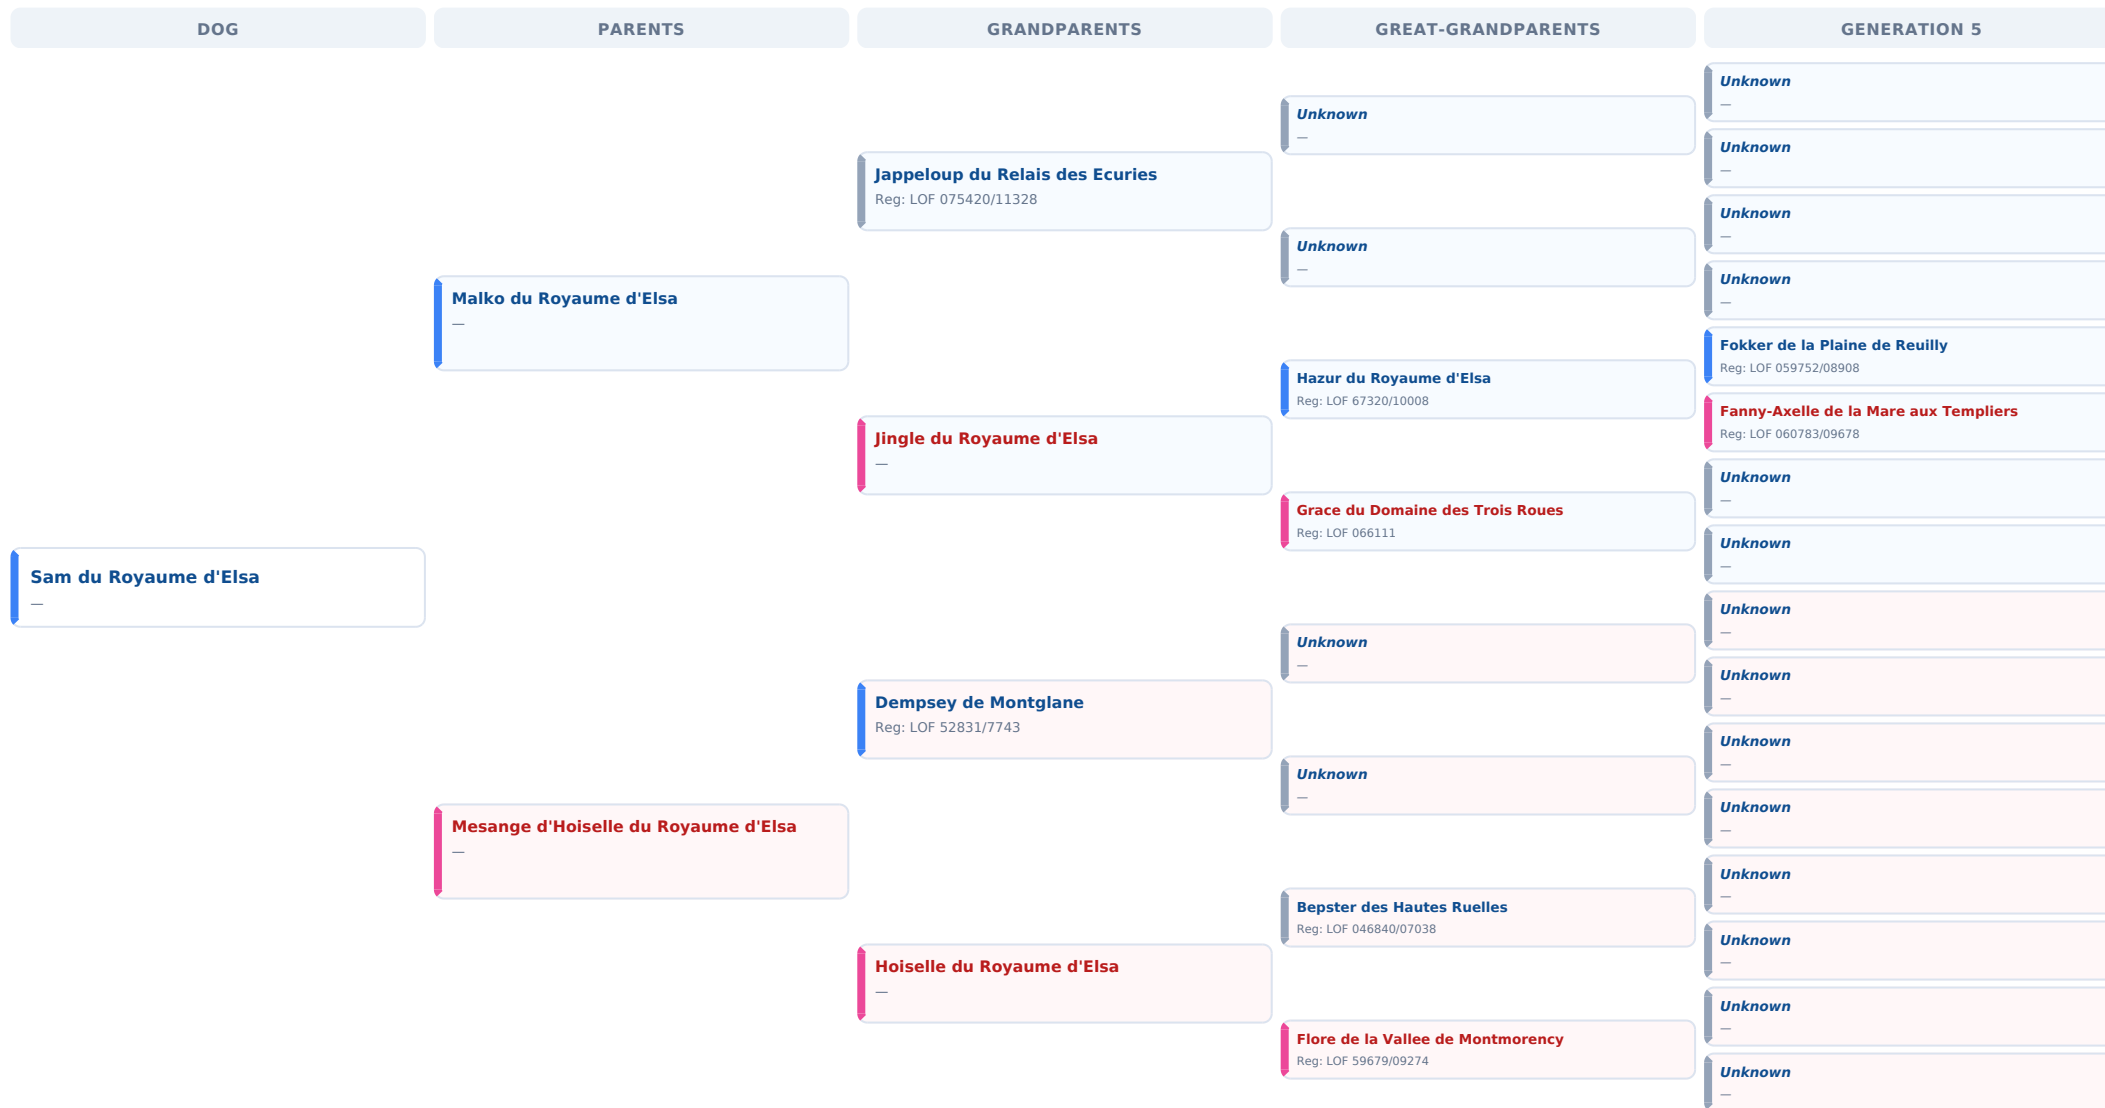 DOG
PARENTS
GRANDPARENTS
GREAT-GRANDPARENTS
GENERATION 5
Sam du Royaume d'Elsa
—
Malko du Royaume d'Elsa
—
Mesange d'Hoiselle du Royaume d'Elsa
—
Jappeloup du Relais des Ecuries
Reg: LOF 075420/11328
Jingle du Royaume d'Elsa
—
Dempsey de Montglane
Reg: LOF 52831/7743
Hoiselle du Royaume d'Elsa
—
Unknown
—
Unknown
—
Hazur du Royaume d'Elsa
Reg: LOF 67320/10008
Grace du Domaine des Trois Roues
Reg: LOF 066111
Unknown
—
Unknown
—
Bepster des Hautes Ruelles
Reg: LOF 046840/07038
Flore de la Vallee de Montmorency
Reg: LOF 59679/09274
Unknown
—
Unknown
—
Unknown
—
Unknown
—
Fokker de la Plaine de Reuilly
Reg: LOF 059752/08908
Fanny-Axelle de la Mare aux Templiers
Reg: LOF 060783/09678
Unknown
—
Unknown
—
Unknown
—
Unknown
—
Unknown
—
Unknown
—
Unknown
—
Unknown
—
Unknown
—
Unknown
—